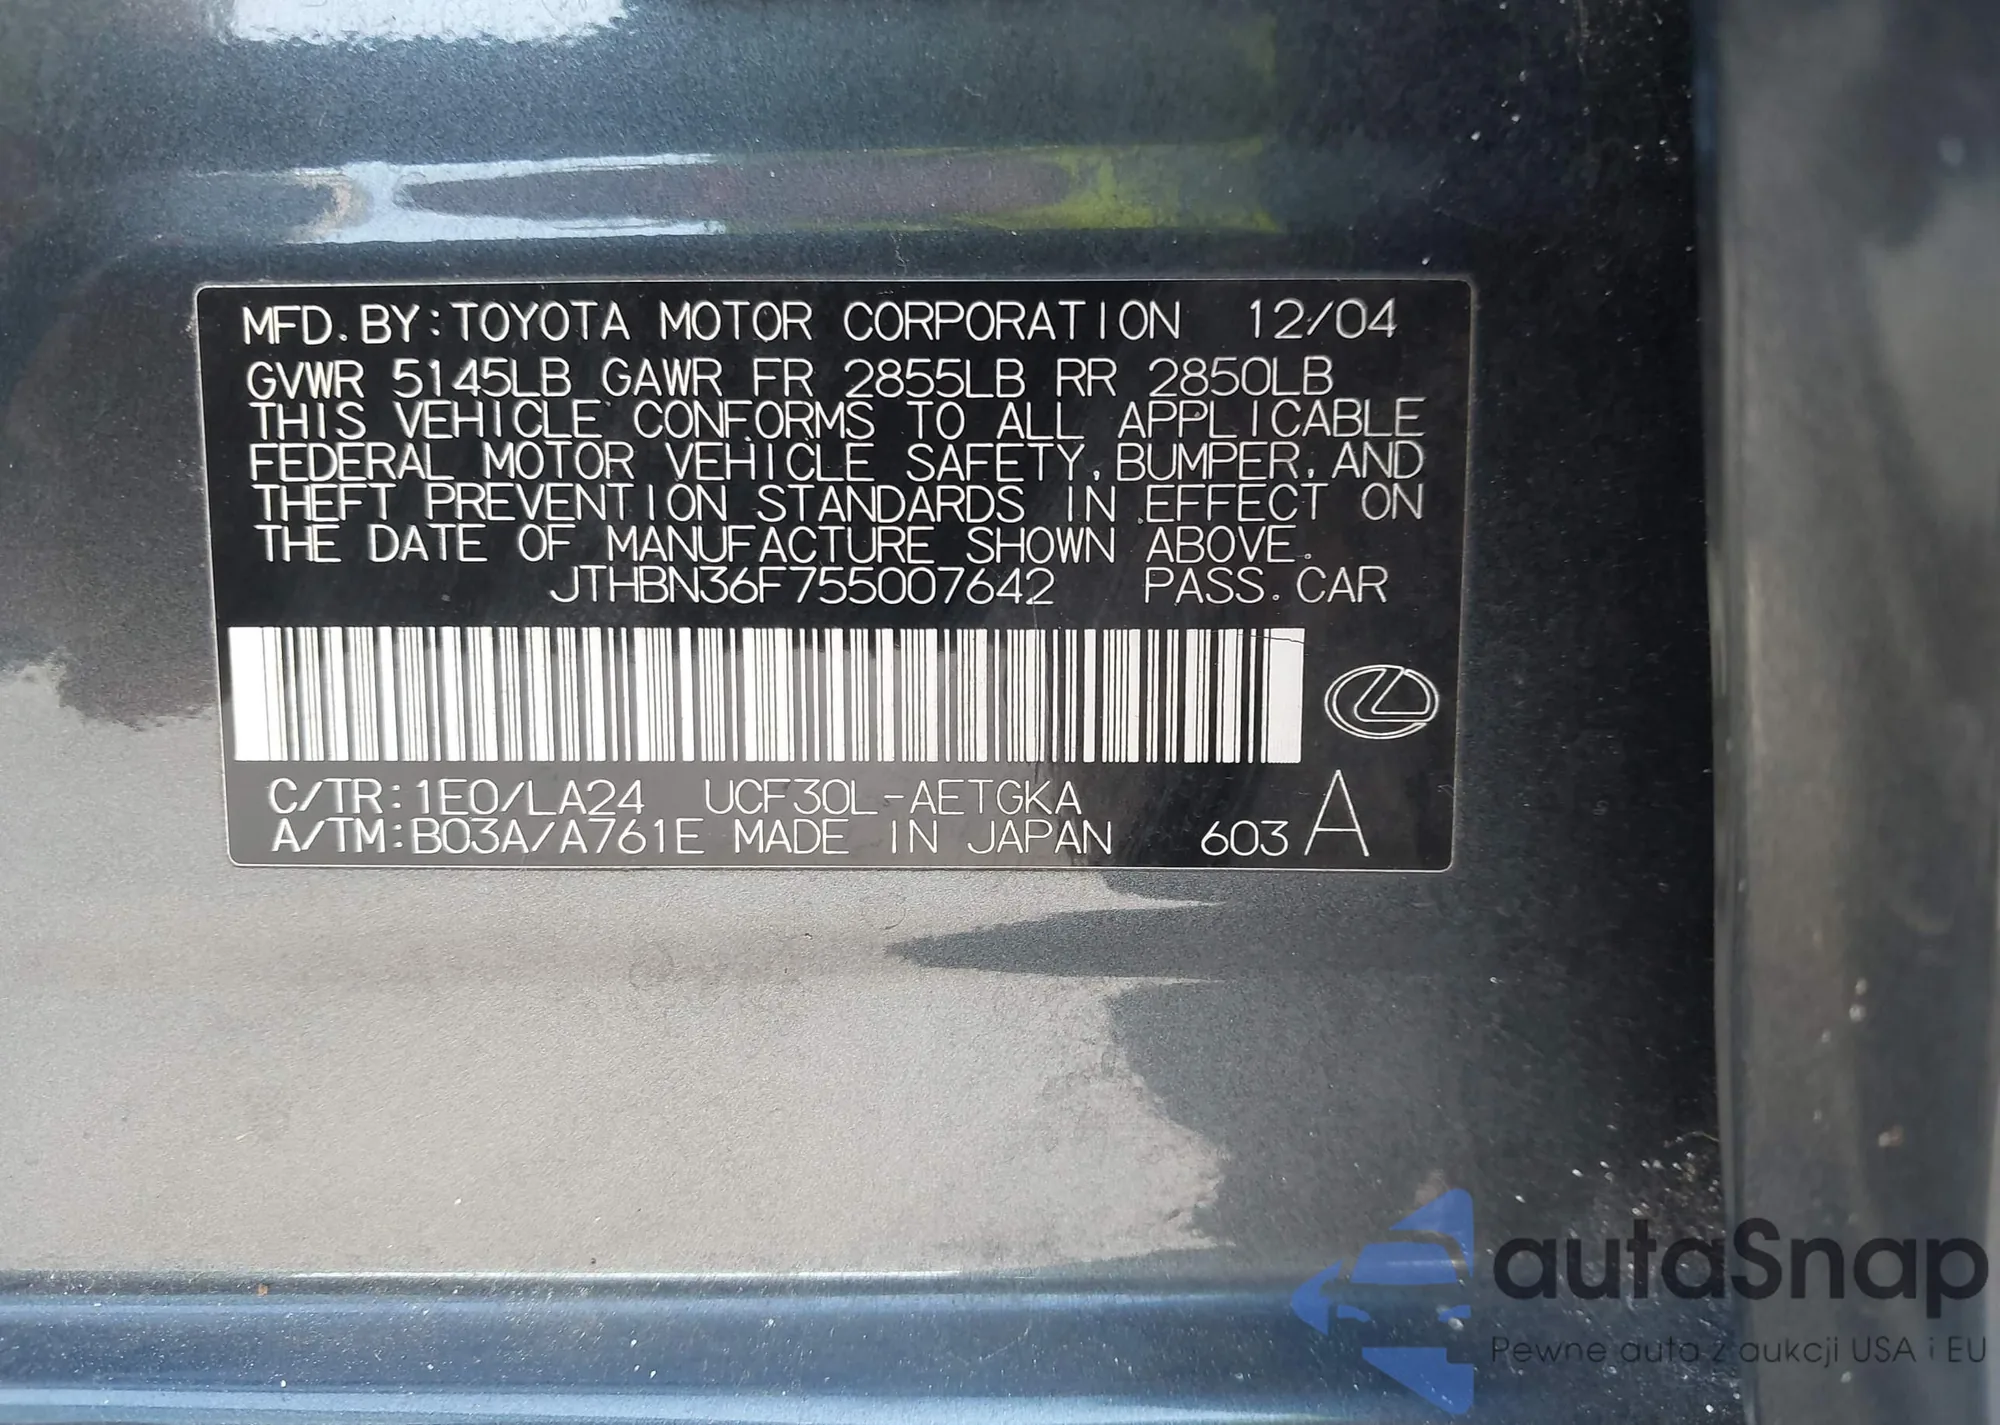 MFD. BY: TOYOTA MOTOR CORPORATION 12/04
GVWR 5145LB GAWR FR 2855LB RR 2850LB
THIS VEHICLE CONFORMS TO ALL APPLICABLE
FEDERAL MOTOR VEHICLE SAFETY, BUMPER, AND
THEFT PREVENTION STANDARDS IN EFFECT ON
THE DATE OF MANUFACTURE SHOWN ABOVE.
JTHBN36F755007642 PASS. CAR
C/TR: 1E0/LA24 UCF30L-AETGKA
A/TM: B03A/A761E MADE IN JAPAN 603 A
autoSnap
Pewne auta z aukcji USA i EU